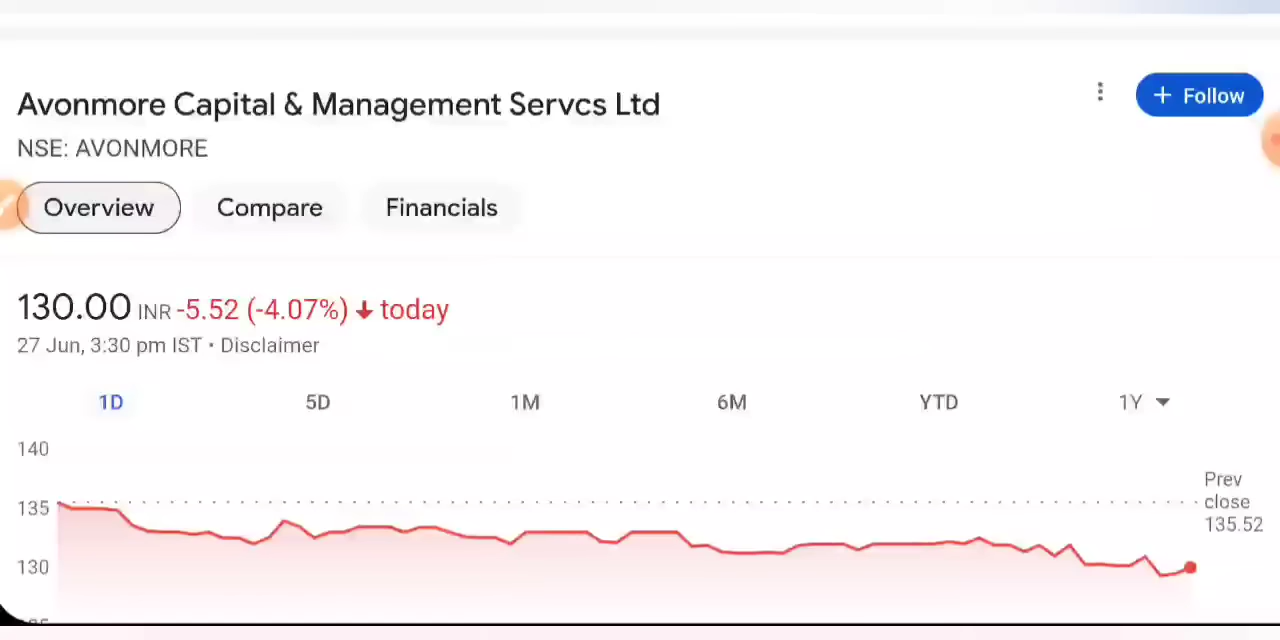 Avonmore Capital & Management Servcs Ltd
+ Follow
NSE: AVONMORE
Overview Compare Financials
130.00 INR -5.52 (-4.07%) ↓ today
27 Jun, 3:30 pm IST • Disclaimer
1D 5D 1M 6M YTD 1Y
140
135
130
Prev
close
135.52